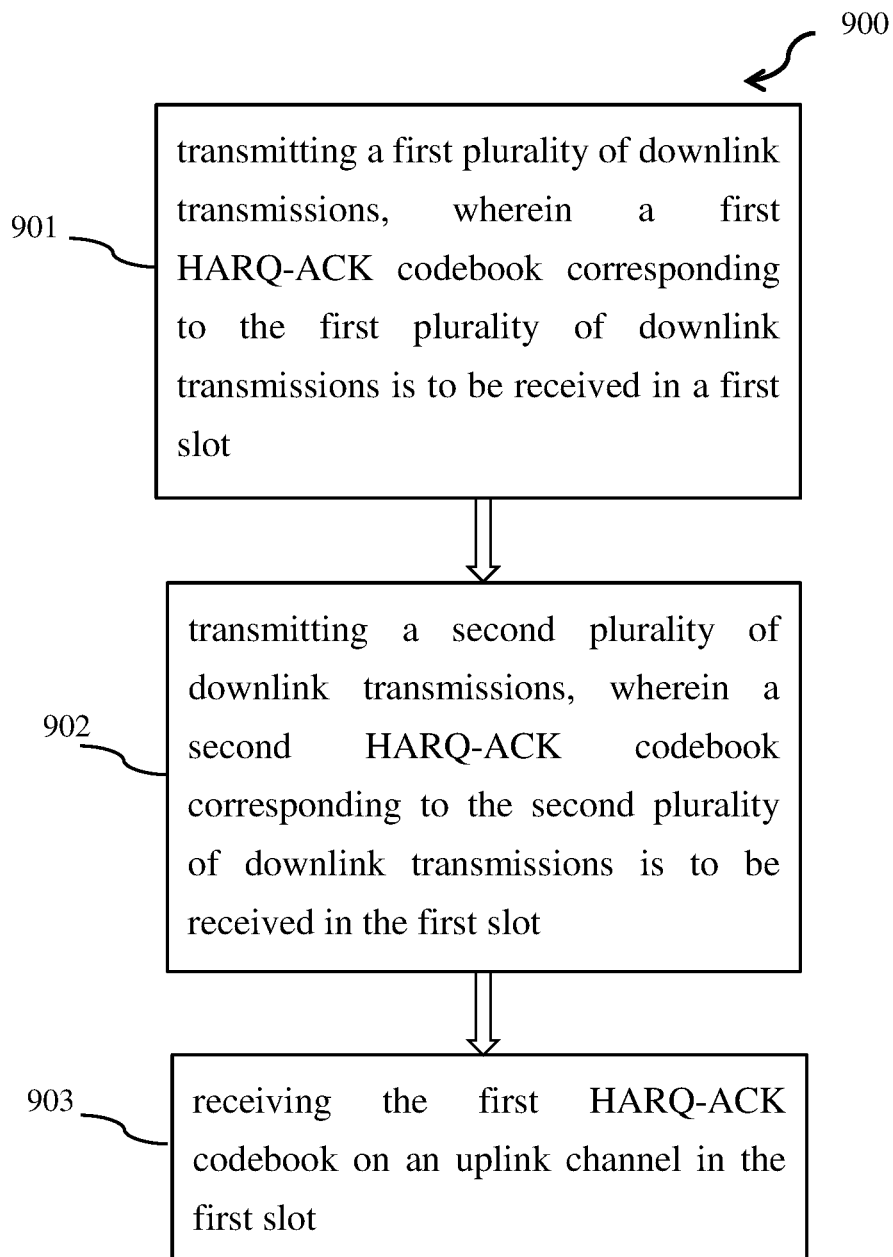 900
901
transmitting a first plurality of downlink
transmissions, wherein a first
HARQ-ACK codebook corresponding
to the first plurality of downlink
transmissions is to be received in a first
slot
902
transmitting a second plurality of
downlink transmissions, wherein a
second HARQ-ACK codebook
corresponding to the second plurality
of downlink transmissions is to be
received in the first slot
903
receiving the first HARQ-ACK
codebook on an uplink channel in the
first slot